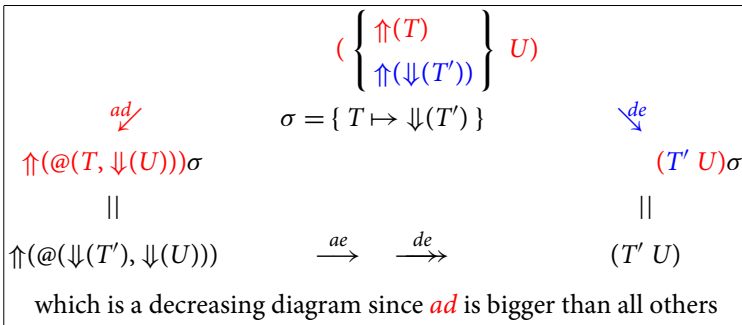 ( { ⇑(T)
⇑(⇓(T′)) } U)
ad σ = { T ↦ ⇓(T′) } de
⇑(@(T, ⇓(U)))σ (T′ U)σ
|| ||
⇑(@(⇓(T′), ⇓(U))) ae de (T′ U)
which is a decreasing diagram since ad is bigger than all others